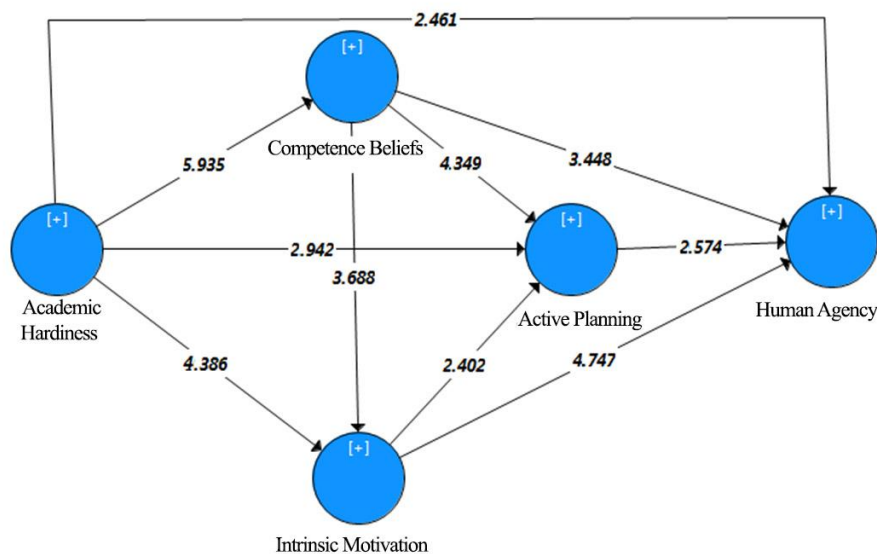 2.461
[+]
Competence Beliefs
5.935
4.349
3.448
[+]
[+]
[+]
2.942
2.574
3.688
Academic
Hardiness
Active Planning
Human Agency
4.386
2.402
4.747
[+]
Intrinsic Motivation